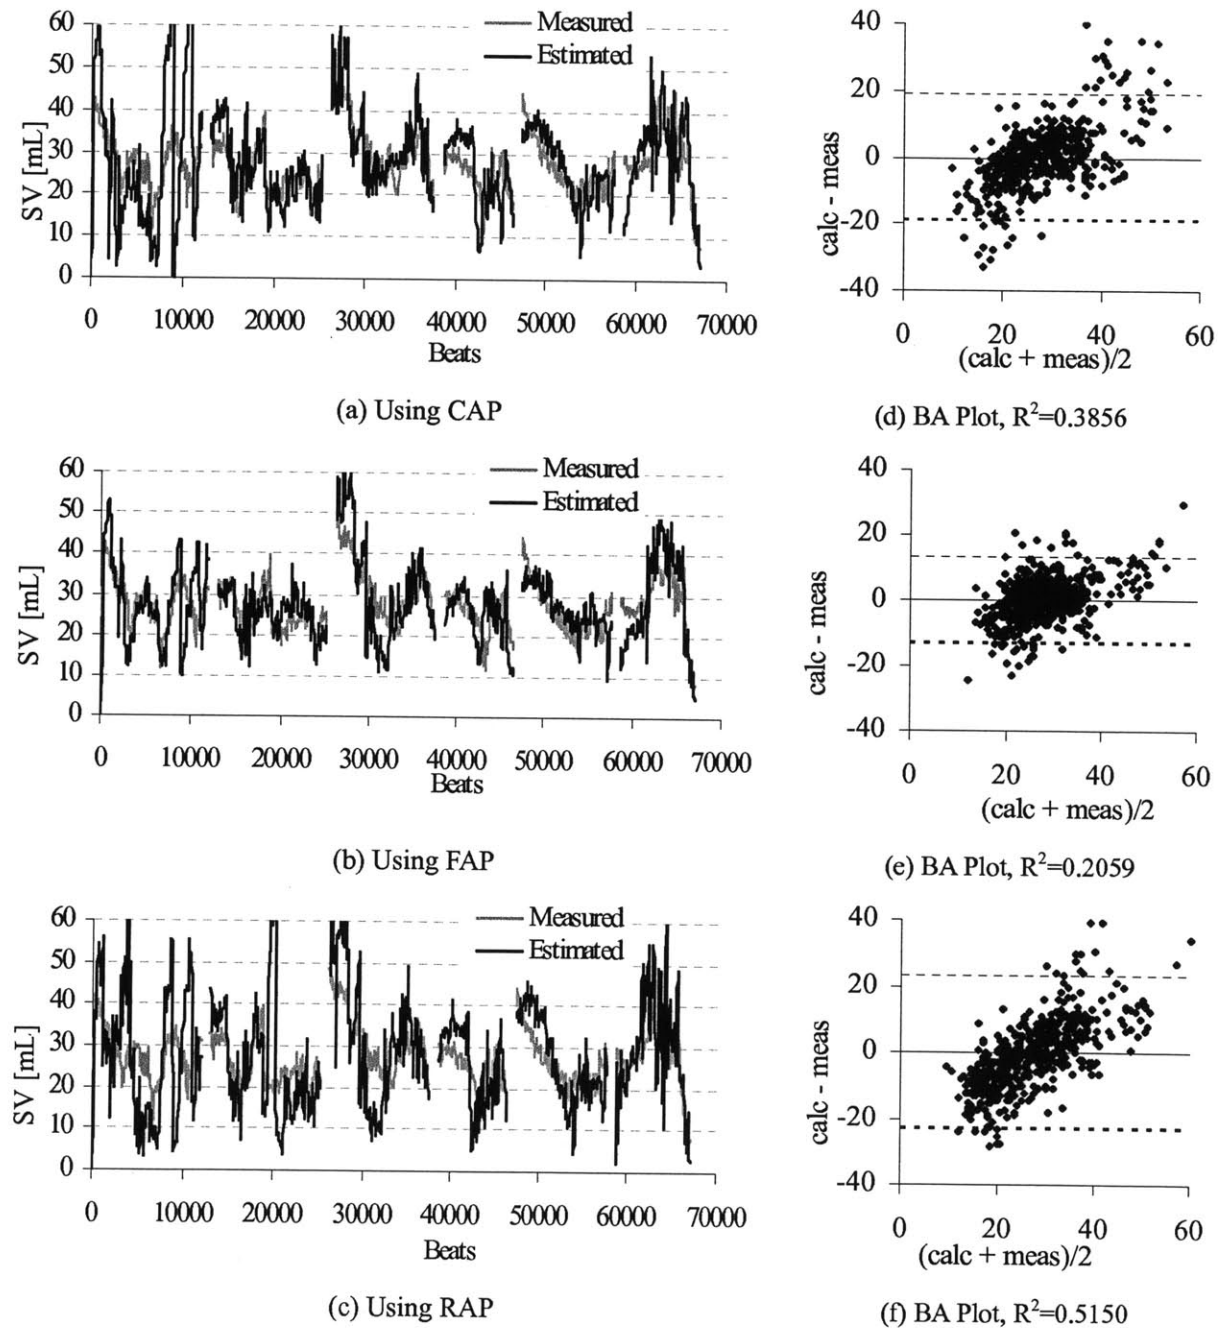 60
50
40
30
20
10
0
SV [mL]
Measured
Estimated
0 10000 20000 30000 40000 50000 60000 70000
Beats
(a) Using CAP
40
20
0
-20
-40
calc - meas
0 20 40 60
(calc + meas)/2
(d) BA Plot, R²=0.3856
60
50
40
30
20
10
0
SV [mL]
Measured
Estimated
0 10000 20000 30000 40000 50000 60000 70000
Beats
(b) Using FAP
40
20
0
-20
-40
calc - meas
0 20 40 60
(calc + meas)/2
(e) BA Plot, R²=0.2059
60
50
40
30
20
10
0
SV [mL]
Measured
Estimated
0 10000 20000 30000 40000 50000 60000 70000
Beats
(c) Using RAP
40
20
0
-20
-40
calc - meas
0 20 40 60
(calc + meas)/2
(f) BA Plot, R²=0.5150